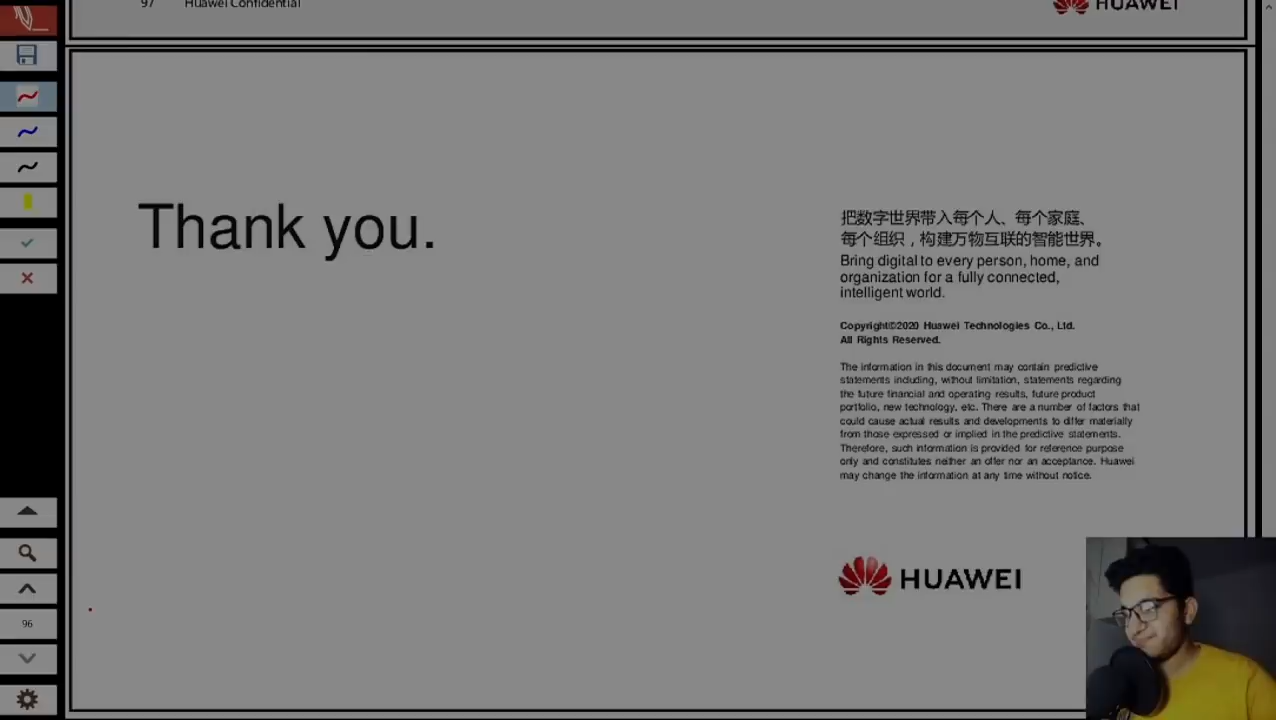 97 Huawei Confidential
HUAWEI
Thank you.
把数字世界带入每个人、每个家庭、
每个组织，构建万物互联的智能世界。
Bring digital to every person, home, and
organization for a fully connected,
intelligent world.
Copyright©2020 Huawei Technologies Co., Ltd.
All Rights Reserved.
The information in this document may contain predictive
statements including, without limitation, statements regarding
the future financial and operating results, future product
portfolio, new technology, etc. There are a number of factors that
could cause actual results and developments to differ materially
from those expressed or implied in the predictive statements.
Therefore, such information is provided for reference purpose
only and constitutes neither an offer nor an acceptance. Huawei
may change the information at any time without notice.
HUAWEI
96